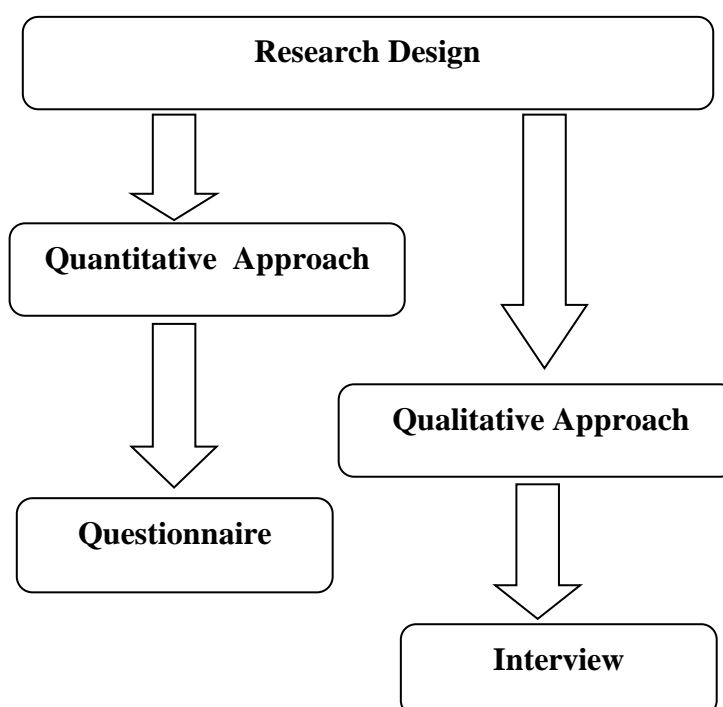 Research Design
Quantitative Approach
Qualitative Approach
Questionnaire
Interview